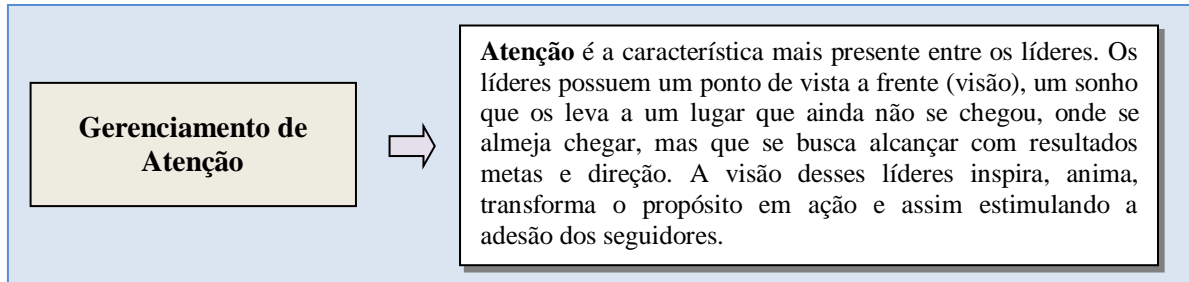 Gerenciamento de
Atenção
Atenção é a característica mais presente entre os líderes. Os
líderes possuem um ponto de vista a frente (visão), um sonho
que os leva a um lugar que ainda não se chegou, onde se
almeja chegar, mas que se busca alcançar com resultados
metas e direção. A visão desses líderes inspira, anima,
transforma o propósito em ação e assim estimulando a
adesão dos seguidores.